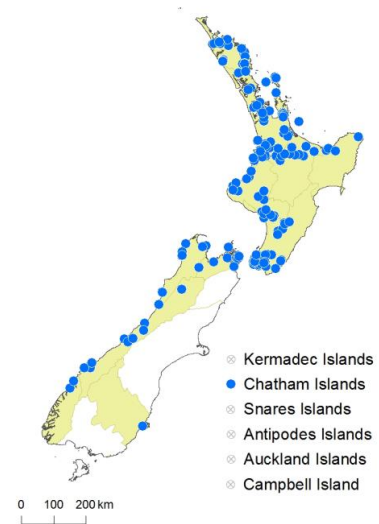 Kermadec Islands
Chatham Islands
Snares Islands
Antipodes Islands
Auckland Islands
Campbell Island
0 100 200 km